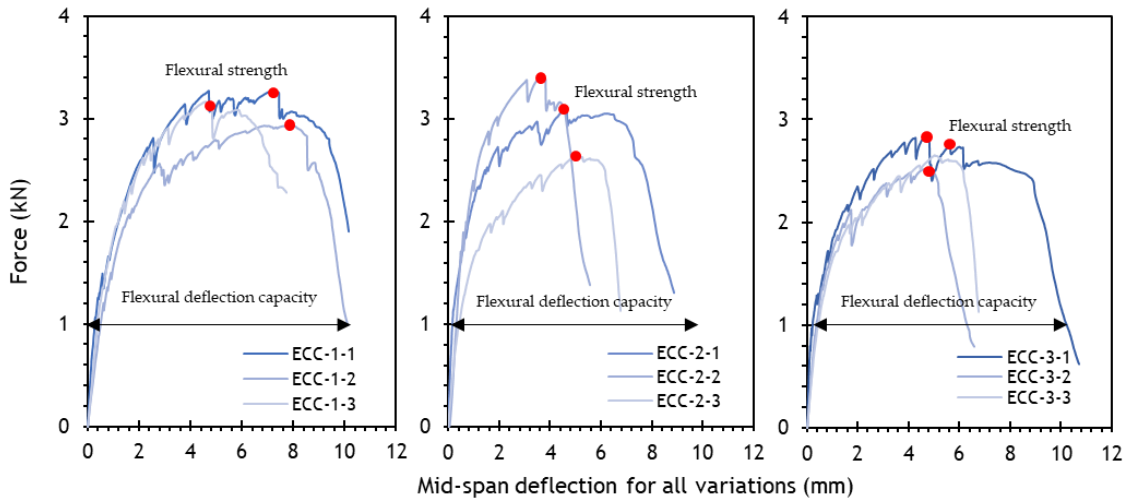 Force (kN)
4
3
2
1
0
Flexural strength
Flexural deflection capacity
ECC-1-1
ECC-1-2
ECC-1-3
0 2 4 6 8 10 12
4
3
2
1
0
Flexural strength
Flexural deflection capacity
ECC-2-1
ECC-2-2
ECC-2-3
0 2 4 6 8 10 12
4
3
2
1
0
Flexural strength
Flexural deflection capacity
ECC-3-1
ECC-3-2
ECC-3-3
0 2 4 6 8 10 12
Mid-span deflection for all variations (mm)